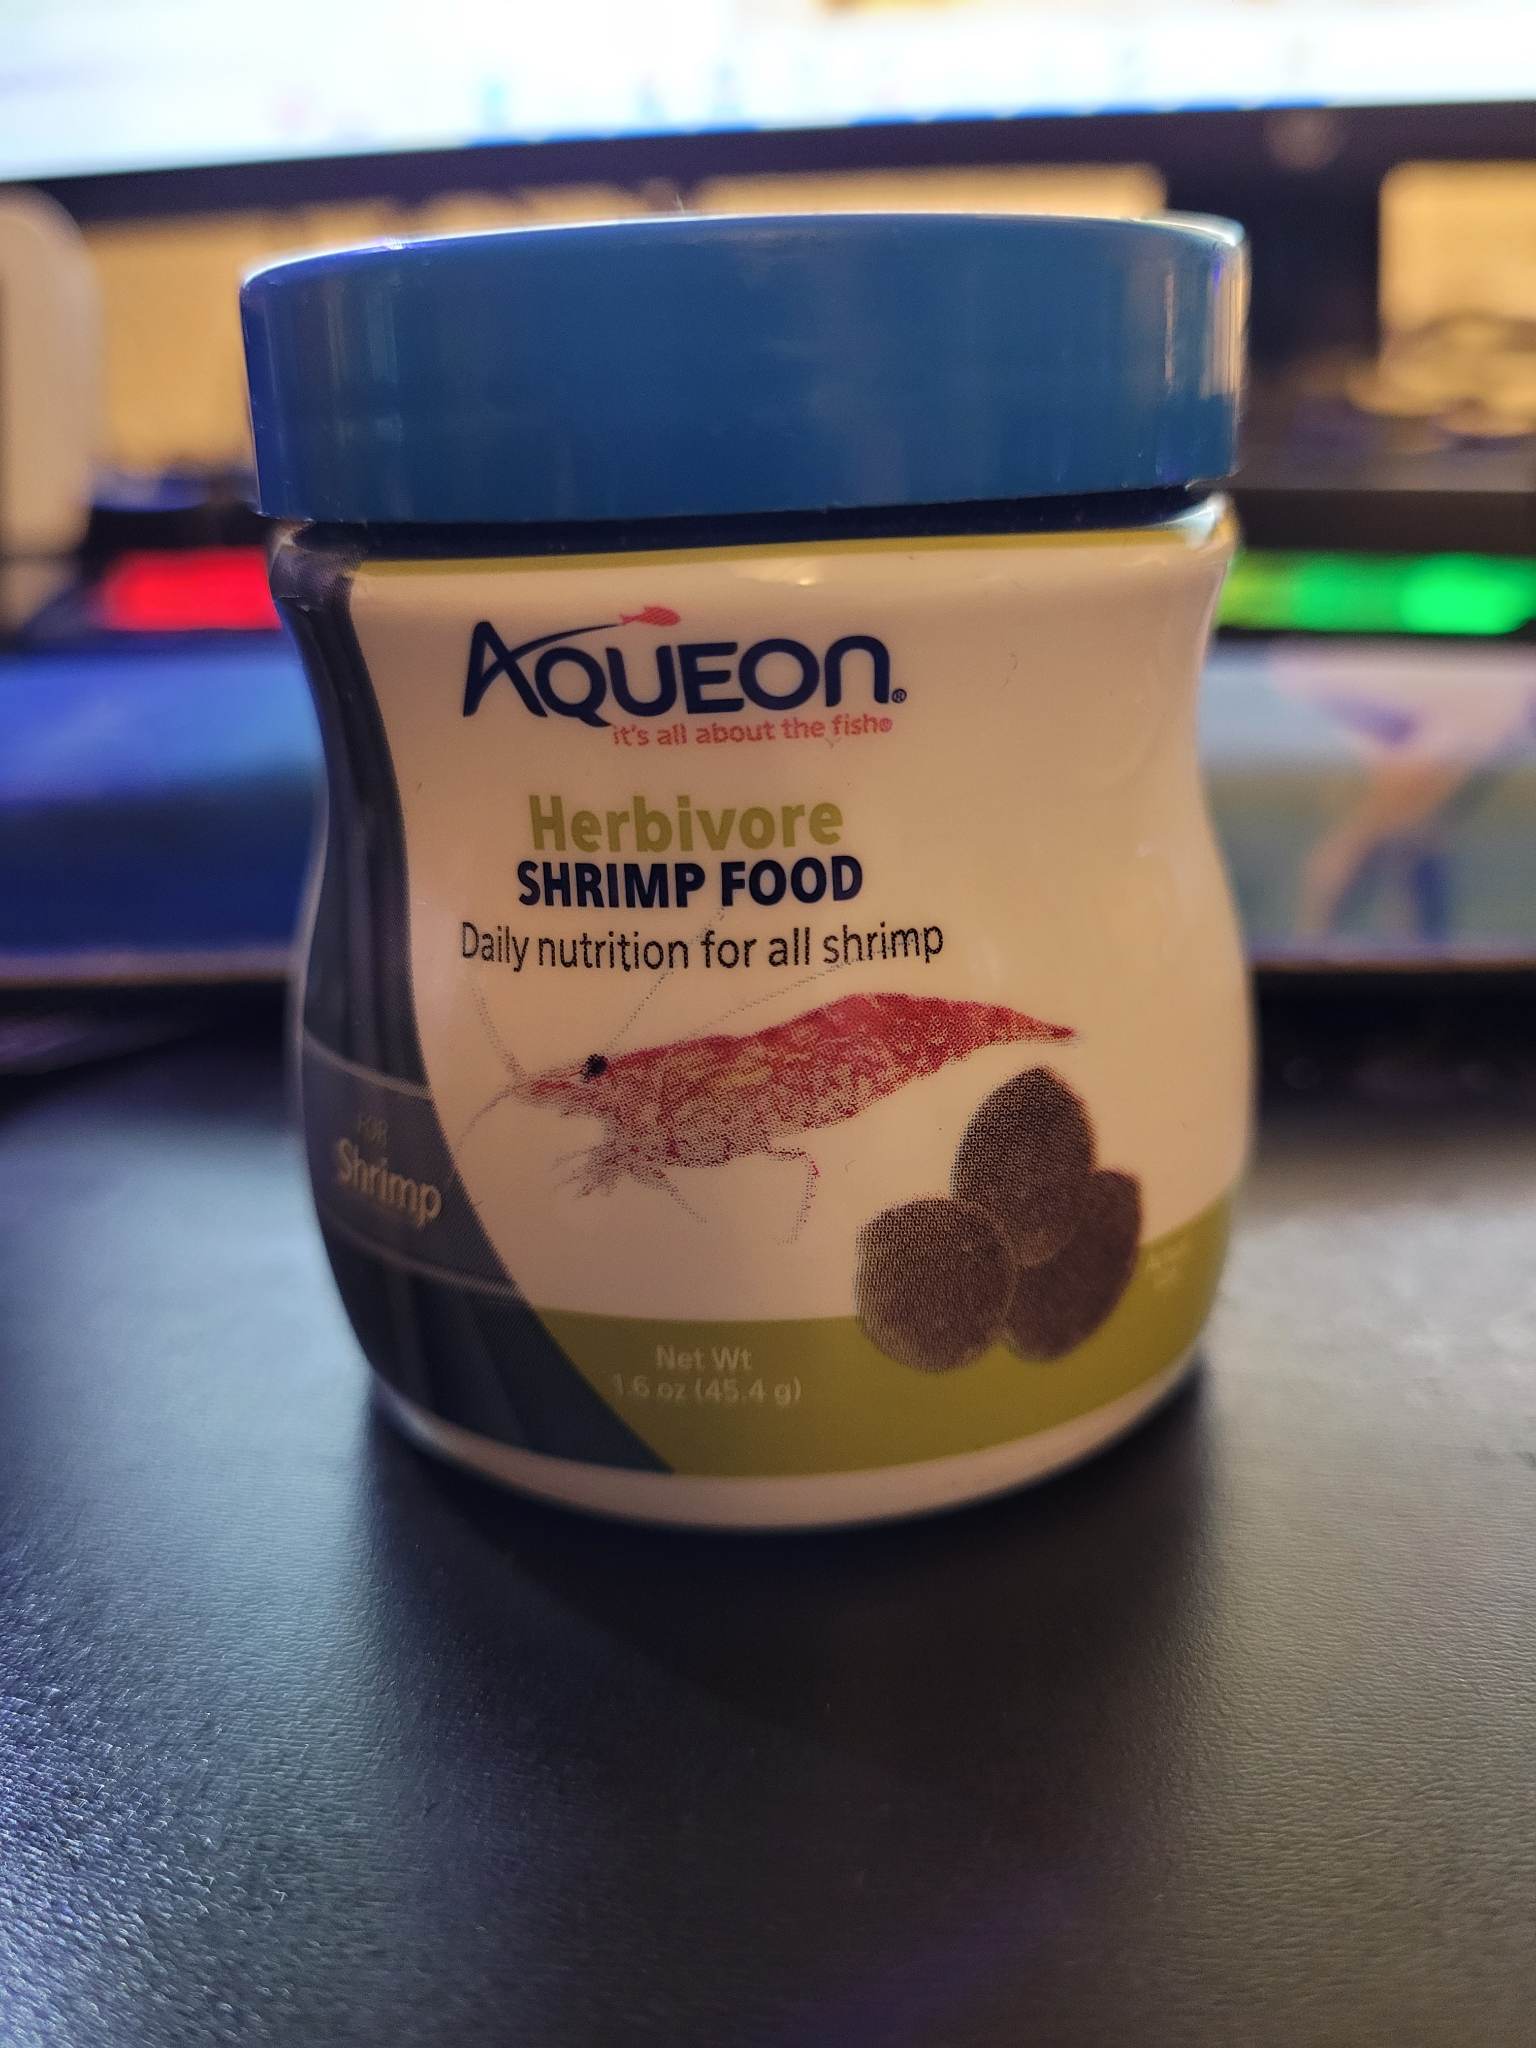 AQUEON®
it's all about the fish®
Herbivore
SHRIMP FOOD
Daily nutrition for all shrimp
FOR
Shrimp
Net Wt
1.6 oz (45.4 g)